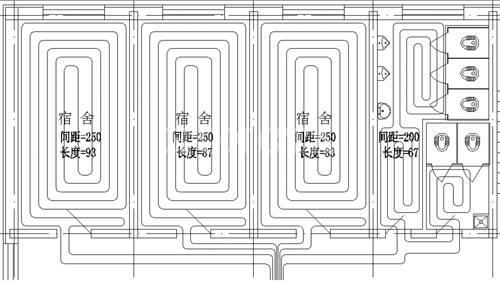 宿 舍
间距=250
长度=93
宿 舍
间距=250
长度=87
宿 舍
间距=250
长度=83
间距=200
长度=67